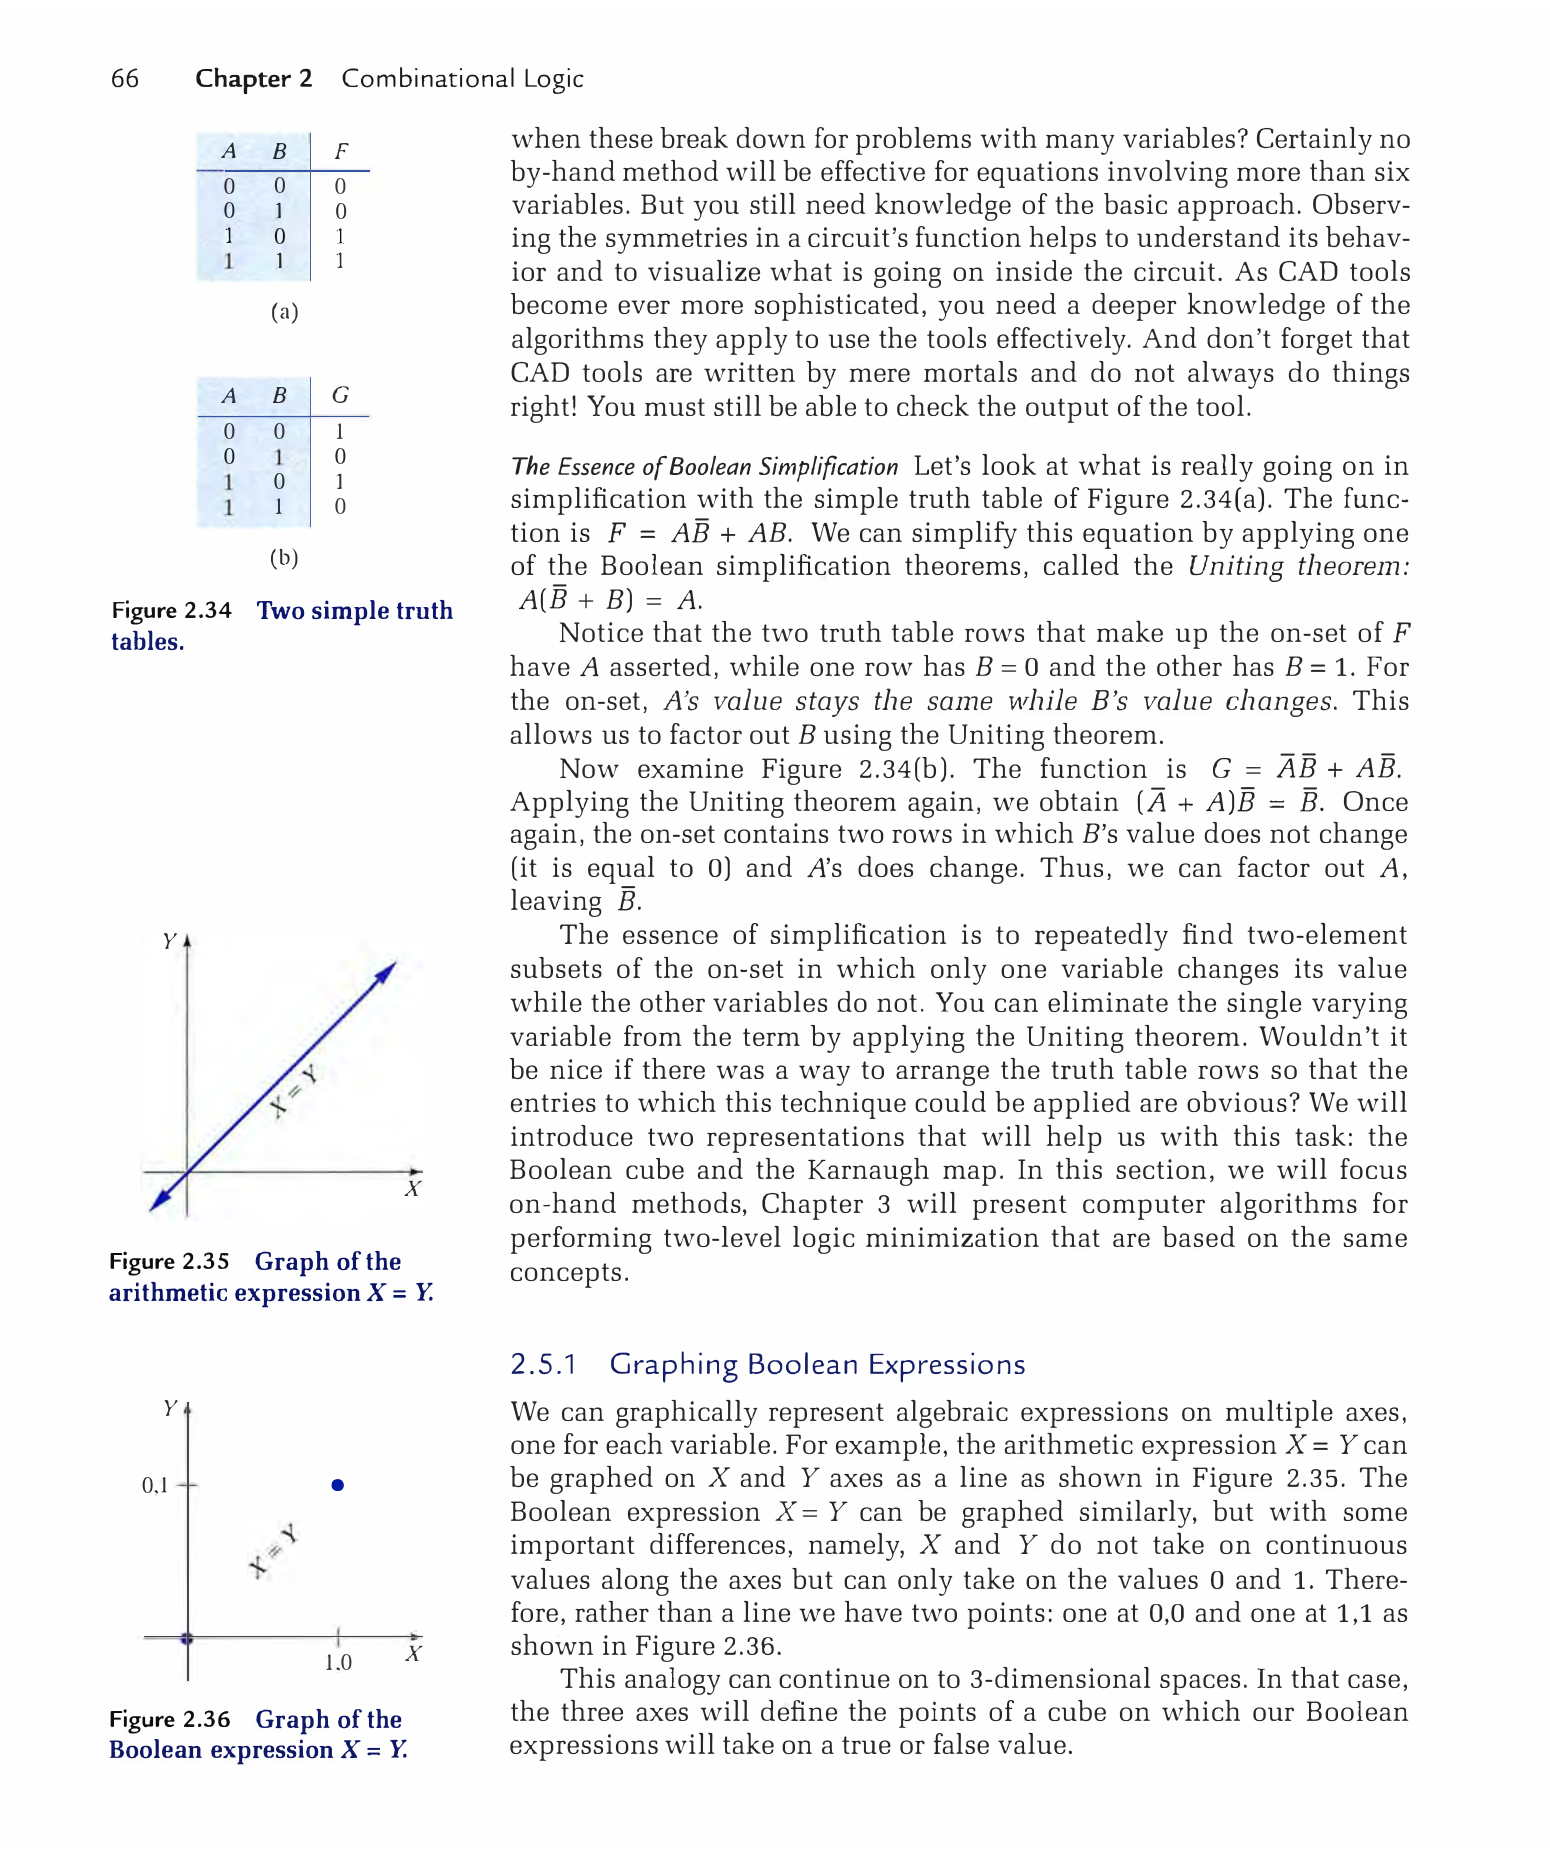 66 Chapter 2 Combinational Logic
A B F
0 0 0
0 1 0
1 0 1
1 1 1
(a)
A B G
0 0 1
0 1 0
1 0 1
1 1 0
(b)
Figure 2.34 Two simple truth
tables.
Y
X = Y
X
Figure 2.35 Graph of the
arithmetic expression X = Y.
Y
0,1
X = Y
1,0
X
Figure 2.36 Graph of the
Boolean expression X = Y.
when these break down for problems with many variables? Certainly no
by-hand method will be effective for equations involving more than six
variables. But you still need knowledge of the basic approach. Observ-
ing the symmetries in a circuit's function helps to understand its behav-
ior and to visualize what is going on inside the circuit. As CAD tools
become ever more sophisticated, you need a deeper knowledge of the
algorithms they apply to use the tools effectively. And don't forget that
CAD tools are written by mere mortals and do not always do things
right! You must still be able to check the output of the tool.
The Essence of Boolean Simplification Let's look at what is really going on in
simplification with the simple truth table of Figure 2.34(a). The func-
tion is F = AB̅ + AB. We can simplify this equation by applying one
of the Boolean simplification theorems, called the Uniting theorem:
A(B̅ + B) = A.
Notice that the two truth table rows that make up the on-set of F
have A asserted, while one row has B = 0 and the other has B = 1. For
the on-set, A's value stays the same while B's value changes. This
allows us to factor out B using the Uniting theorem.
Now examine Figure 2.34(b). The function is G = A̅B̅ + AB̅.
Applying the Uniting theorem again, we obtain (A̅ + A)B̅ = B̅. Once
again, the on-set contains two rows in which B's value does not change
(it is equal to 0) and A's does change. Thus, we can factor out A,
leaving B̅.
The essence of simplification is to repeatedly find two-element
subsets of the on-set in which only one variable changes its value
while the other variables do not. You can eliminate the single varying
variable from the term by applying the Uniting theorem. Wouldn't it
be nice if there was a way to arrange the truth table rows so that the
entries to which this technique could be applied are obvious? We will
introduce two representations that will help us with this task: the
Boolean cube and the Karnaugh map. In this section, we will focus
on-hand methods, Chapter 3 will present computer algorithms for
performing two-level logic minimization that are based on the same
concepts.
2.5.1 Graphing Boolean Expressions
We can graphically represent algebraic expressions on multiple axes,
one for each variable. For example, the arithmetic expression X = Y can
be graphed on X and Y axes as a line as shown in Figure 2.35. The
Boolean expression X = Y can be graphed similarly, but with some
important differences, namely, X and Y do not take on continuous
values along the axes but can only take on the values 0 and 1. There-
fore, rather than a line we have two points: one at 0,0 and one at 1,1 as
shown in Figure 2.36.
This analogy can continue on to 3-dimensional spaces. In that case,
the three axes will define the points of a cube on which our Boolean
expressions will take on a true or false value.